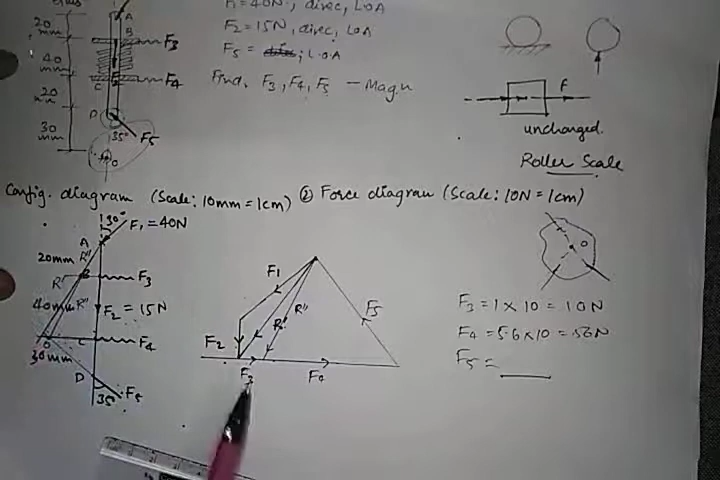 F₁ = 40N, direc, LOA
F₂ = 15N, direc, LOA
F₅ = ; L.O.A
Find, F₃, F₄, F₅ - Magn
20 mm
40 mm
20 mm
30 mm
A
B
C
D
35°
O
F₃
F₄
F₅
F
unchanged.
Roller Scale
Config. diagram (Scale: 10mm = 1cm) ② Force diagram (Scale: 10N = 1cm)
30°
F₁ = 40N
A
20mm R"
R' B
F₃
40mm R"
F₂ = 15N
O C
F₄
30mm
D
F₅
35°
F₁
R' R"
F₂
F₅
F₃
F₄
O
F₃ = 1 x 10 = 10N
F₄ = 5.6 x 10 = 56N
F₅ =